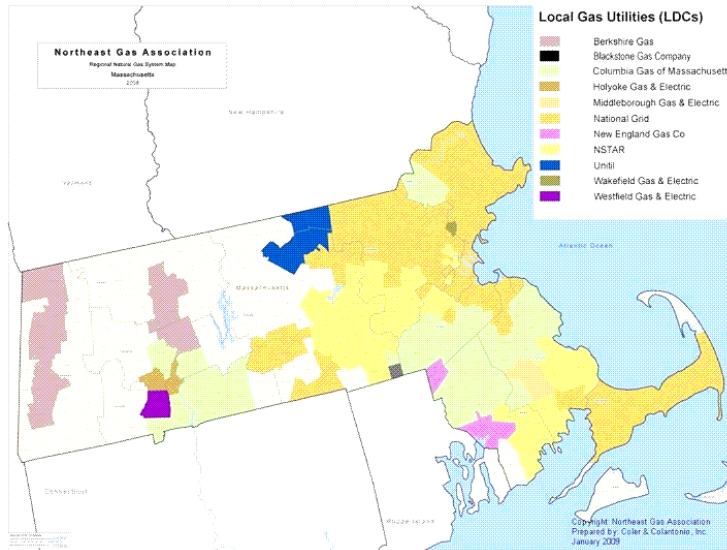 Local Gas Utilities (LDCs)
Berkshire Gas
Blackstone Gas Company
Columbia Gas of Massachusett
Holyoke Gas & Electric
Middleborough Gas & Electric
National Grid
New England Gas Co
NSTAR
Unitil
Wakefield Gas & Electric
Westfield Gas & Electric
Northeast Gas Association
Regional Natural Gas System Map
Massachusetts
New Hampshire
Vermont
Atlantic Ocean
Massachusetts
Connecticut
Rhode Island
Copyright: Northeast Gas Association
Prepared by: Coler & Colantonio, Inc.
January 2009